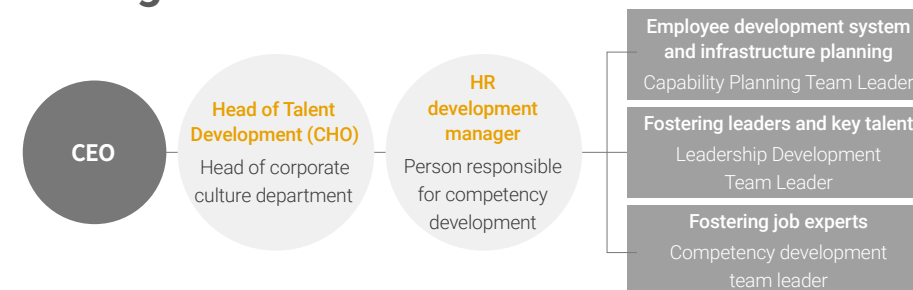 CEO
Head of Talent
Development (CHO)
Head of corporate
culture department
HR
development
manager
Person responsible
for competency
development
Employee development system
and infrastructure planning
Capability Planning Team Leader
Fostering leaders and key talent
Leadership Development
Team Leader
Fostering job experts
Competency development
team leader